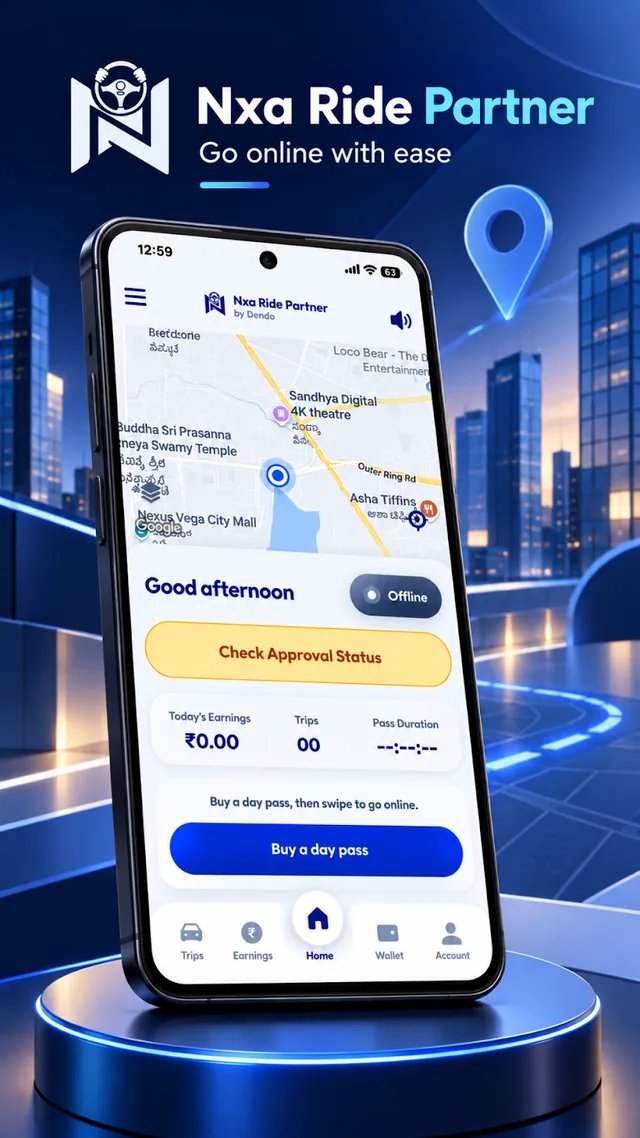 Nxa Ride Partner
Go online with ease
12:59
63
Nxa Ride Partner
by Dendo
Loco Bear - The D
Entertainmen
Sandhya Digital
4K theatre
ಸಂಧ್ಯಾ
Buddha Sri Prasanna
neya Swamy Temple
Outer Ring Rd
Asha Tiffins
ಆಶಾ
Nexus Vega City Mall
Google
Good afternoon
Offline
Check Approval Status
Today's Earnings
₹0.00
Trips
00
Pass Duration
--:--:--
Buy a day pass, then swipe to go online.
Buy a day pass
Trips
Earnings
Home
Wallet
Account